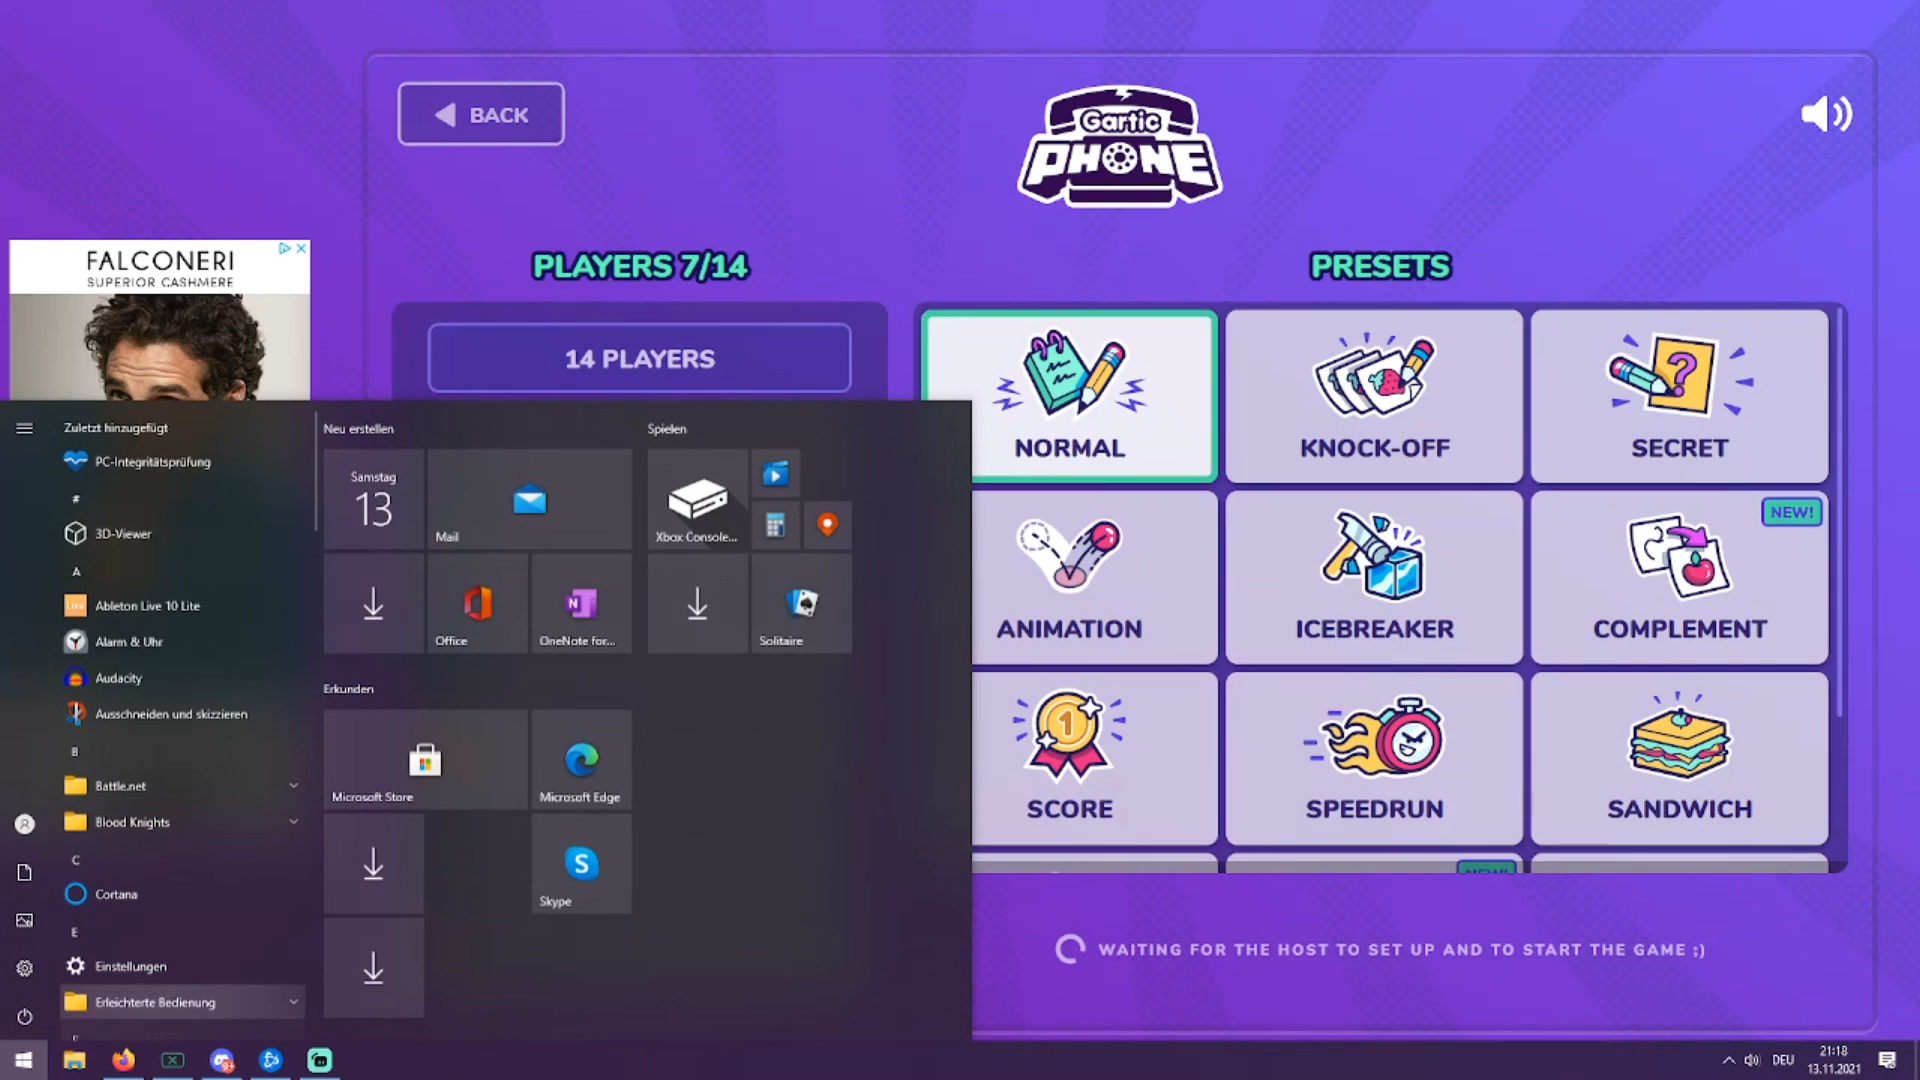 BACK
Gartic
PHONE
FALCONERI
SUPERIOR CASHMERE
PLAYERS 7/14
14 PLAYERS
PRESETS
NORMAL
KNOCK-OFF
SECRET
ANIMATION
ICEBREAKER
NEW!
COMPLEMENT
SCORE
1
SPEEDRUN
SANDWICH
NEW!
WAITING FOR THE HOST TO SET UP AND TO START THE GAME ;)
Zuletzt hinzugefügt
PC-Integritätsprüfung
#
3D-Viewer
A
Live
Ableton Live 10 Lite
Alarm & Uhr
Audacity
Ausschneiden und skizzieren
B
Battle.net
Blood Knights
C
Cortana
E
Einstellungen
Erleichterte Bedienung
Neu erstellen
Samstag
13
Mail
Office
N
OneNote for...
Spielen
Xbox Console...
Solitaire
Erkunden
Microsoft Store
Microsoft Edge
S
Skype
9+
DEU
21:18
13.11.2021